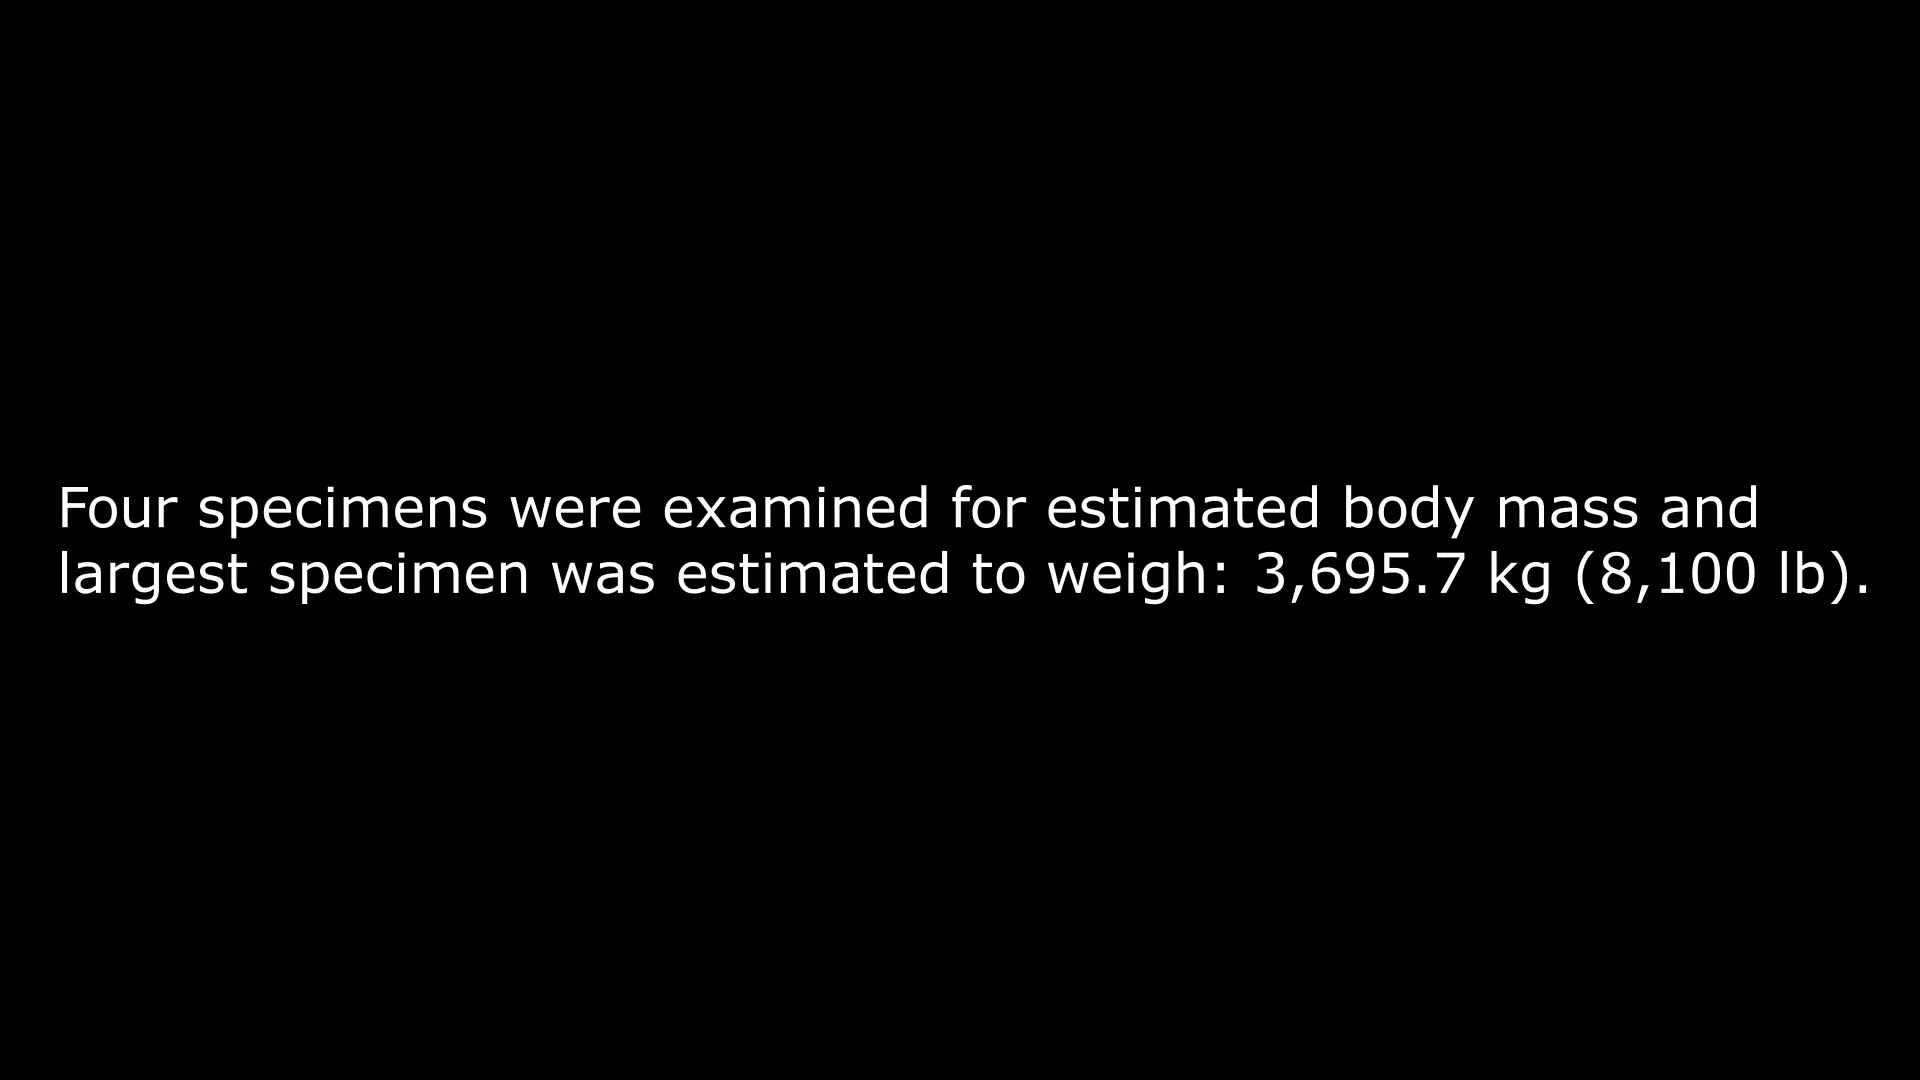 Four specimens were examined for estimated body mass and
largest specimen was estimated to weigh: 3,695.7 kg (8,100 lb).